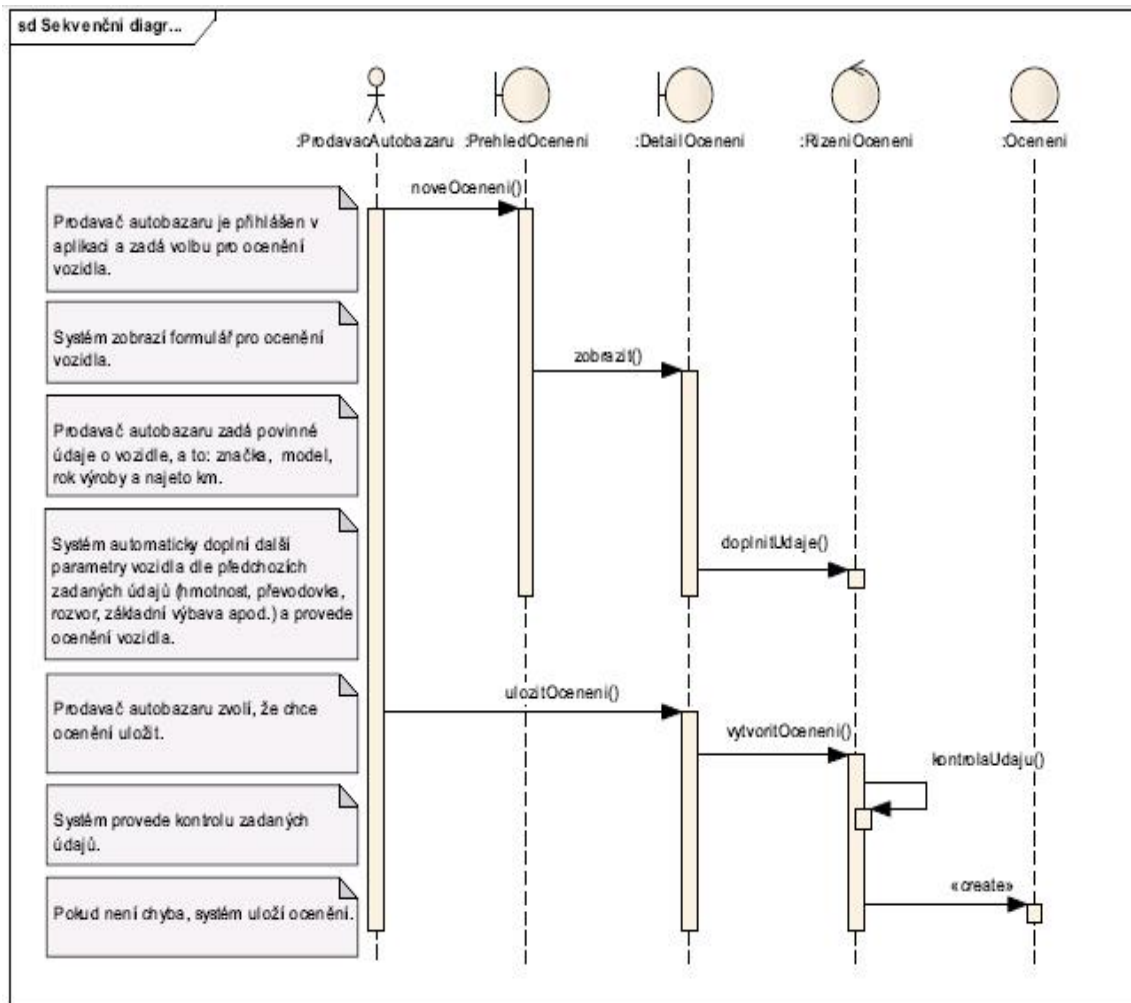 sd Sekvenční diagr...
:ProdavacAutobazaru
:PrehledOceneni
:DetailOceneni
:RizeniOceneni
:Oceneni
noveOceneni()
Prodavač autobazaru je přihlášen v
aplikaci a zadá volbu pro ocenění
vozidla.
Systém zobrazí formulář pro ocenění
vozidla.
zobrazit()
Prodavač autobazaru zadá povinné
údaje o vozidle, a to: značka, model,
rok výroby a najeto km.
Systém automaticky doplní další
parametry vozidla dle předchozích
zadaných údajů (hmotnost, převodovka,
rozvor, základní výbava apod.) a provede
ocenění vozidla.
doplnitUdaje()
Prodavač autobazaru zvolí, že chce
ocenění uložit.
ulozitOceneni()
vytvoritOceneni()
kontrolaUdaju()
Systém provede kontrolu zadaných
údajů.
Pokud není chyba, systém uloží ocenění.
«create»